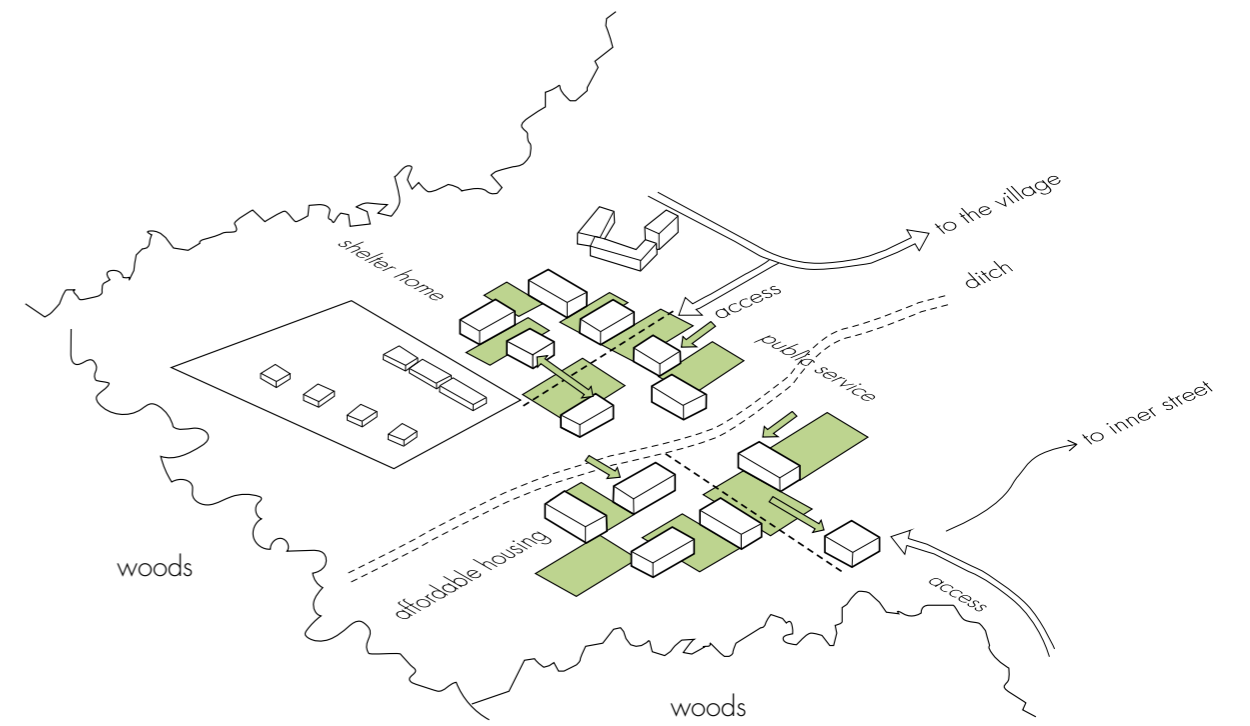 to the village
shelter home
ditch
access
public service
to inner street
affordable housing
woods
access
woods